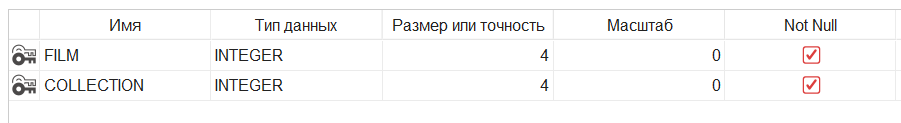 Имя Тип данных Размер или точность Масштаб Not Null
FILM INTEGER 4 0
COLLECTION INTEGER 4 0